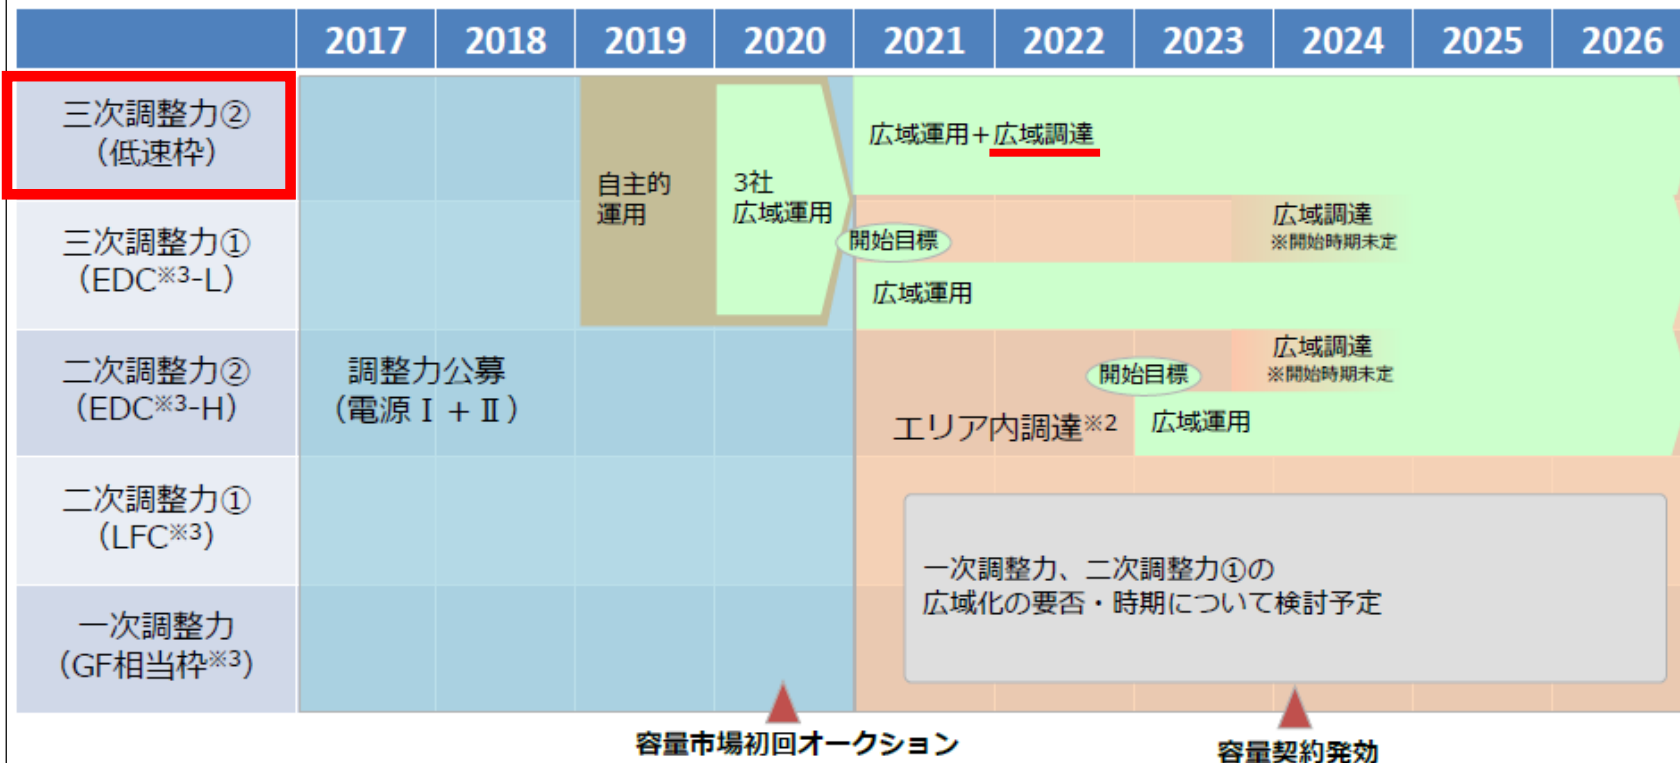 2017 2018 2019 2020 2021 2022 2023 2024 2025 2026
三次調整力②
（低速枠）
自主的
運用
3社
広域運用
広域運用+広域調達
三次調整力①
（EDC※3-L）
開始目標
広域調達
※開始時期未定
広域運用
二次調整力②
（EDC※3-H）
調整力公募
（電源Ⅰ+Ⅱ）
エリア内調達※2
開始目標
広域調達
※開始時期未定
広域運用
二次調整力①
（LFC※3）
一次調整力
（GF相当枠※3）
一次調整力、二次調整力①の
広域化の要否・時期について検討予定
容量市場初回オークション
容量契約発効